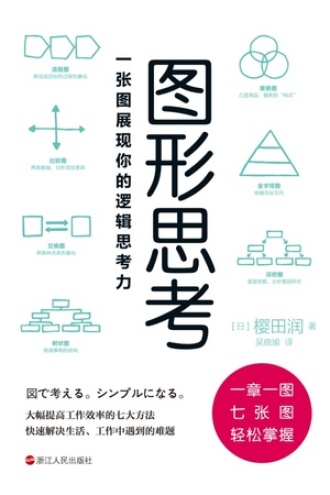 图形思考
一张图展现你的逻辑思考力
流程图
重叠图
比较图
金字塔图
交换图
深挖图
树状图
[日] 樱田润 著
吴晓瑜 译
図で考える。シンプルになる。
大幅提高工作效率的七大方法
快速解决生活、工作中遇到的难题
一章一图
七张图
轻松掌握
浙江人民出版社